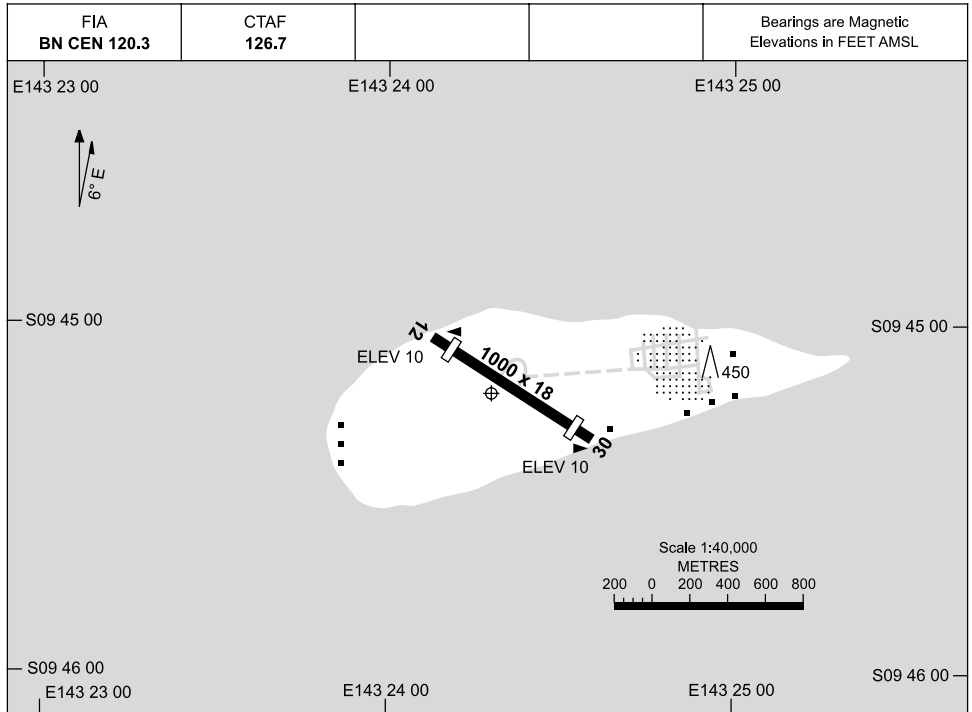 FIA
BN CEN 120.3
CTAF
126.7
Bearings are Magnetic
Elevations in FEET AMSL
E143 23 00
E143 24 00
E143 25 00
6° E
S09 45 00
S09 45 00
12
ELEV 10
1000 x 18
450
30
ELEV 10
Scale 1:40,000
METRES
200 0 200 400 600 800
S09 46 00
S09 46 00
E143 23 00
E143 24 00
E143 25 00